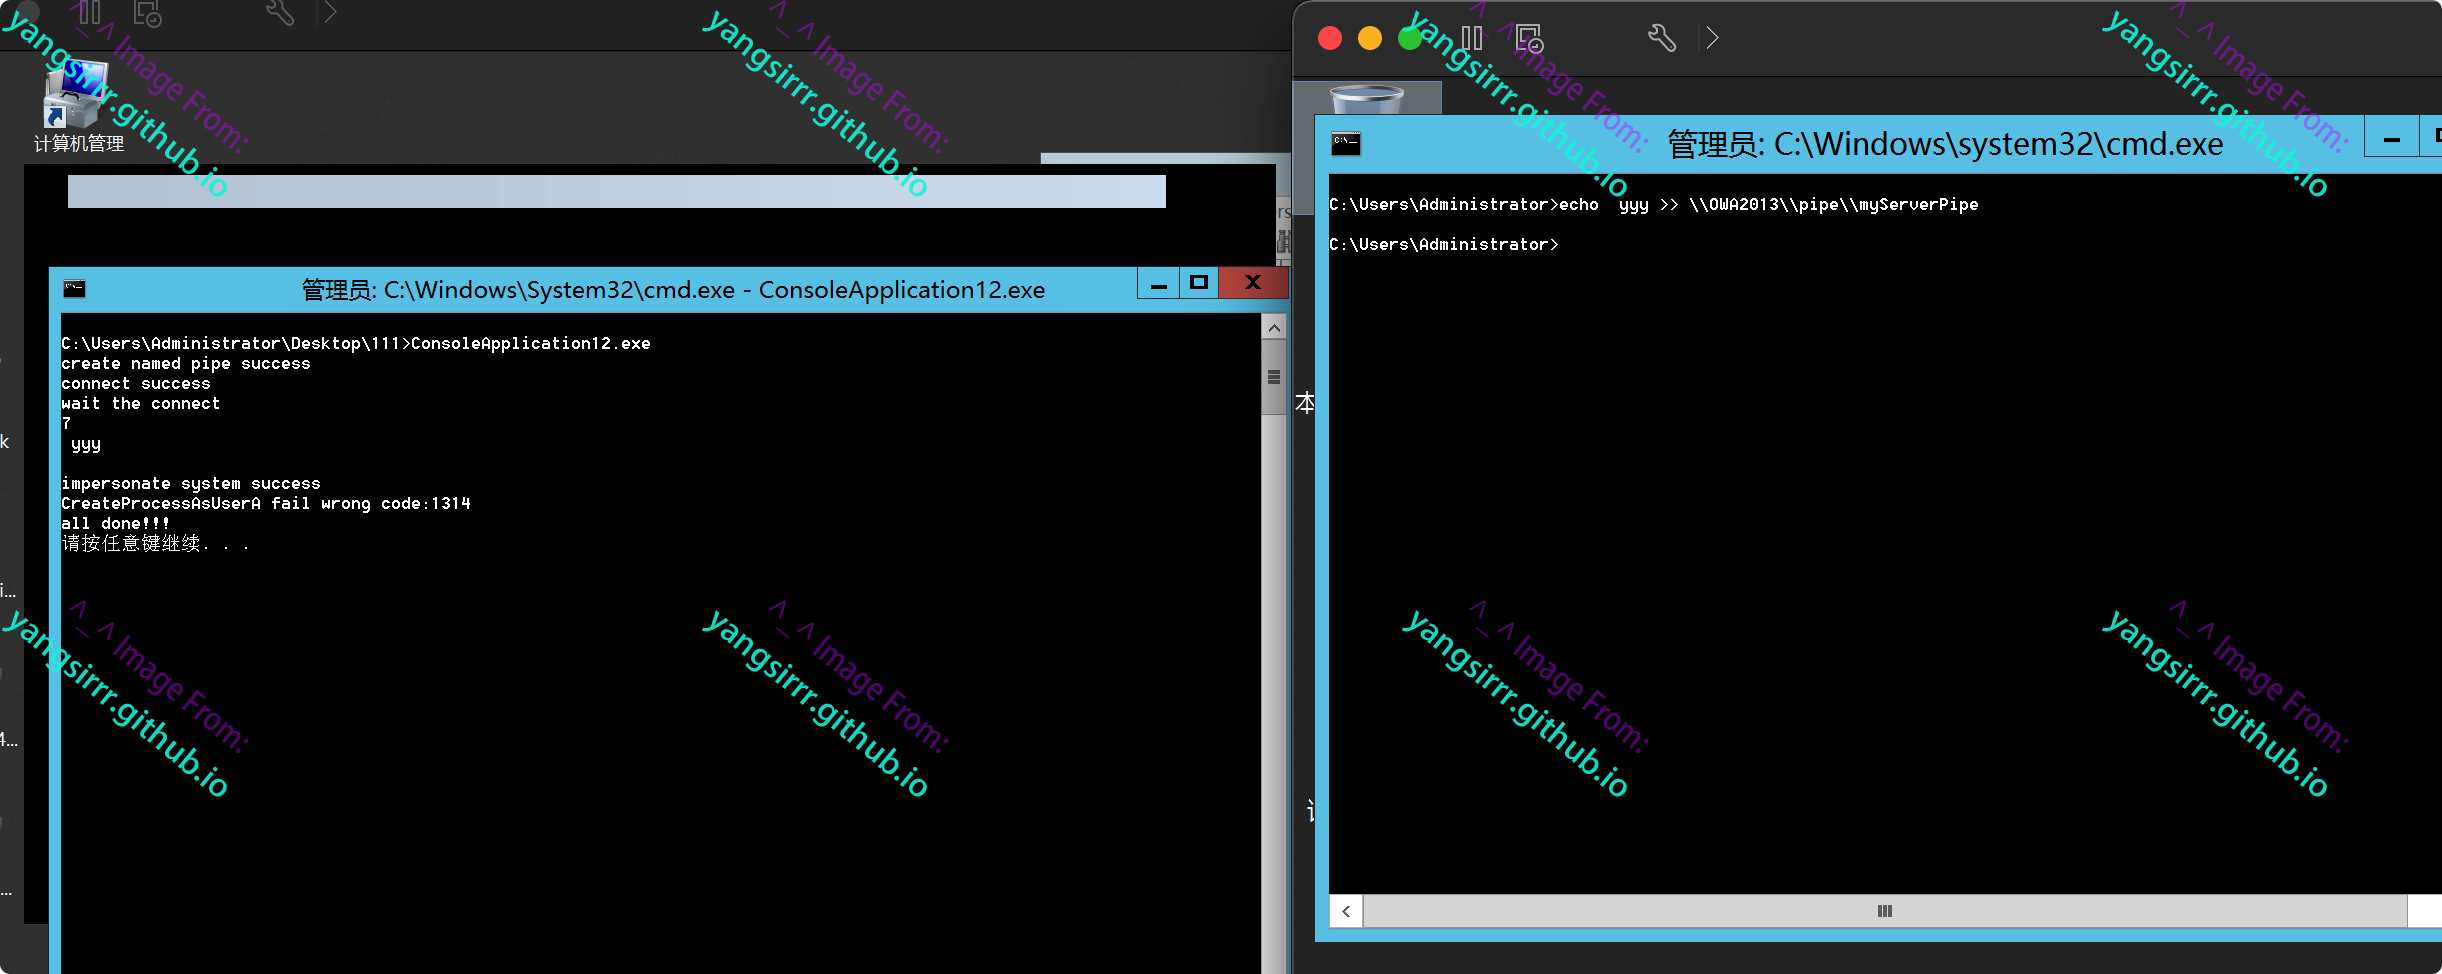 计算机管理
管理员: C:\Windows\System32\cmd.exe - ConsoleApplication12.exe
C:\Users\Administrator\Desktop\111>ConsoleApplication12.exe
create named pipe success
connect success
wait the connect
7
yyy
impersonate system success
CreateProcessAsUserA fail wrong code:1314
all done!!!
请按任意键继续. . .
k
i...
4...
...
rs
本
管理员: C:\Windows\system32\cmd.exe
C:\Users\Administrator>echo  yyy >> \\OWA2013\\pipe\\myServerPipe
C:\Users\Administrator>
^_^ Image From:
yangsirrr.github.io
^_^ Image From:
yangsirrr.github.io
^_^ Image From:
yangsirrr.github.io
^_^ Image From:
yangsirrr.github.io
^_^ Image From:
yangsirrr.github.io
^_^ Image From:
yangsirrr.github.io
^_^ Image From:
yangsirrr.github.io
^_^ Image From:
yangsirrr.github.io